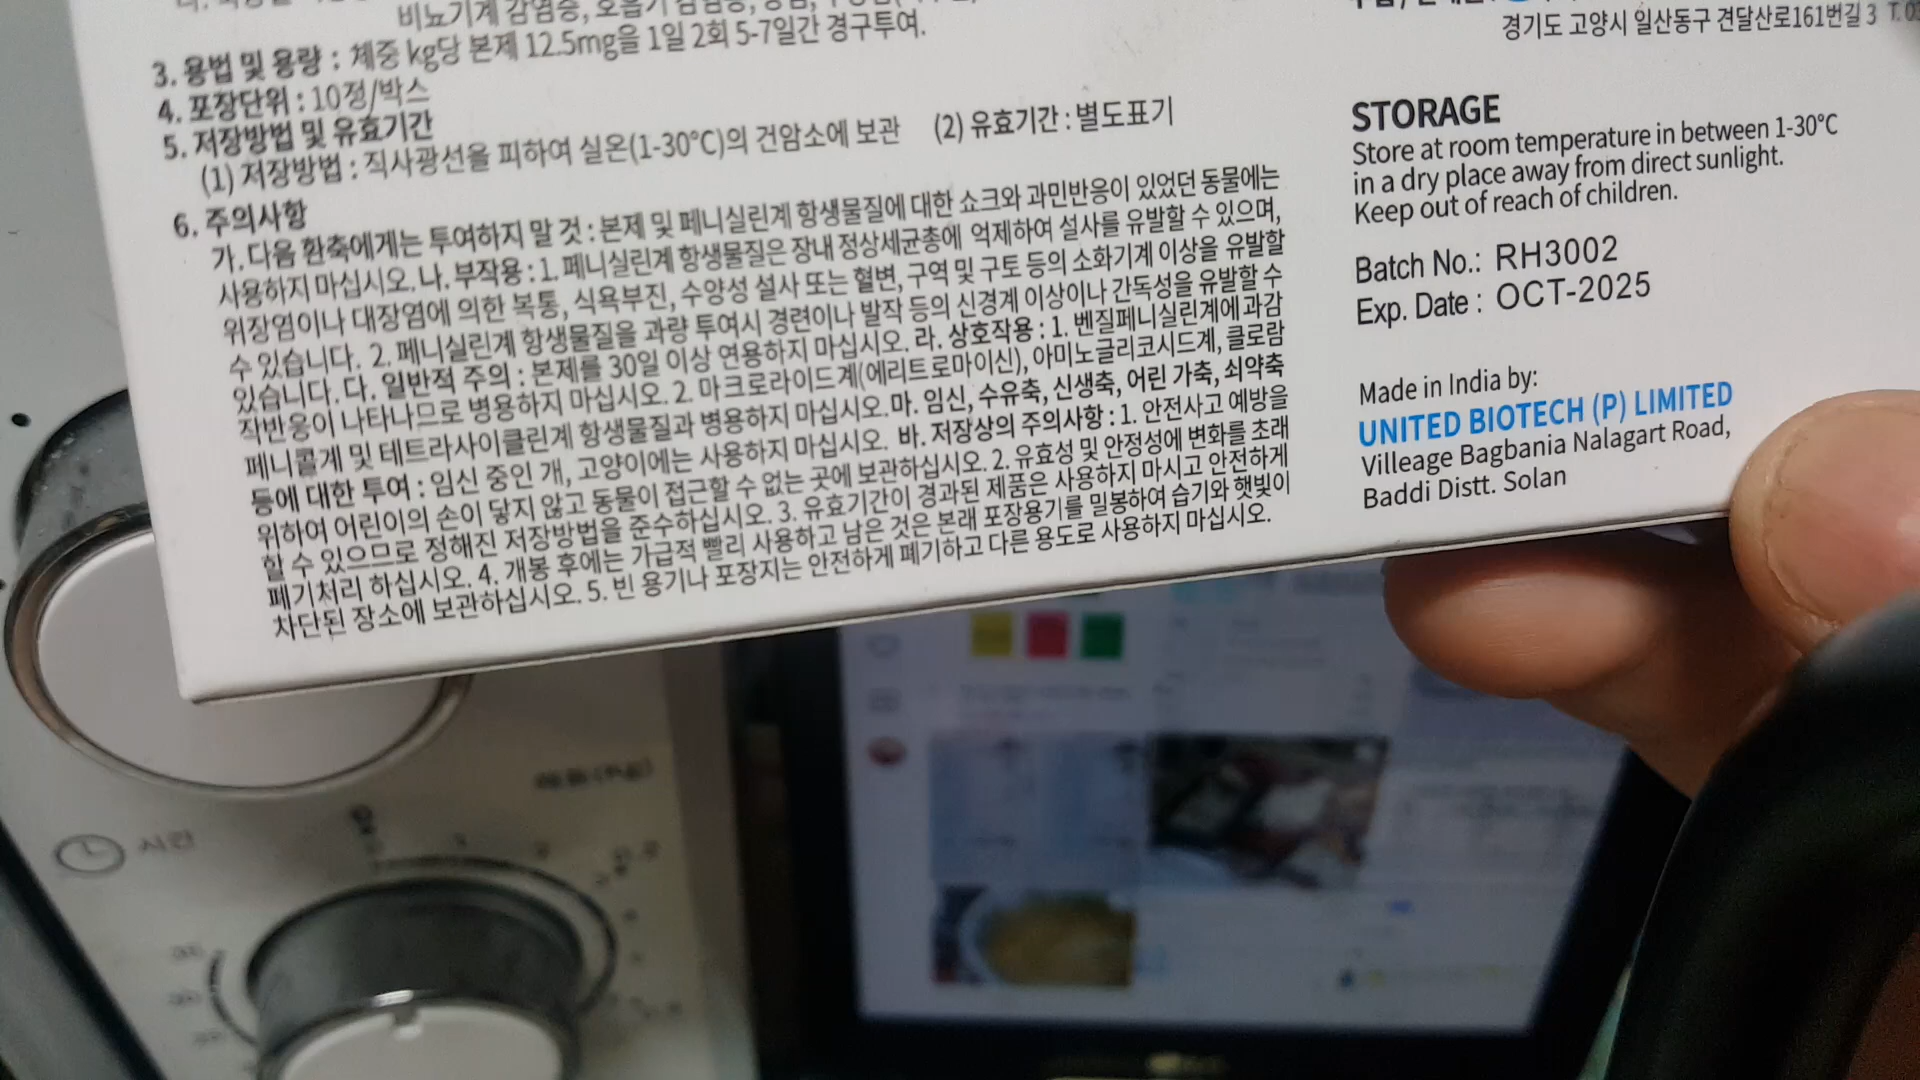 비뇨기계 감염증, 호흡기 감염증,
3. 용법 및 용량 : 체중 kg당 본제 12.5mg을 1일 2회 5-7일간 경구투여.
4. 포장단위 : 10정/박스
5. 저장방법 및 유효기간
(1) 저장방법 : 직사광선을 피하여 실온(1-30°C)의 건암소에 보관 (2) 유효기간 : 별도표기
6. 주의사항
가. 다음 환축에게는 투여하지 말 것 : 본제 및 페니실린계 항생물질에 대한 쇼크와 과민반응이 있었던 동물에는
사용하지 마십시오. 나. 부작용 : 1. 페니실린계 항생물질은 장내 정상세균총에 억제하여 설사를 유발할 수 있으며,
위장염이나 대장염에 의한 복통, 식욕부진, 수양성 설사 또는 혈변, 구역 및 구토 등의 소화기계 이상을 유발할
수 있습니다. 2. 페니실린계 항생물질을 과량 투여시 경련이나 발작 등의 신경계 이상이나 간독성을 유발할 수
있습니다. 다. 일반적 주의 : 본제를 30일 이상 연용하지 마십시오. 라. 상호작용 : 1. 벤질페니실린계에 과감
작반응이 나타나므로 병용하지 마십시오. 2. 마크로라이드계(에리트로마이신), 아미노글리코시드계, 클로람
페니콜계 및 테트라사이클린계 항생물질과 병용하지 마십시오. 마. 임신, 수유축, 신생축, 어린 가축, 쇠약축
등에 대한 투여 : 임신 중인 개, 고양이에는 사용하지 마십시오. 바. 저장상의 주의사항 : 1. 안전사고 예방을
위하여 어린이의 손이 닿지 않고 동물이 접근할 수 없는 곳에 보관하십시오. 2. 유효성 및 안정성에 변화를 초래
할 수 있으므로 정해진 저장방법을 준수하십시오. 3. 유효기간이 경과된 제품은 사용하지 마시고 안전하게
폐기처리 하십시오. 4. 개봉 후에는 가급적 빨리 사용하고 남은 것은 본래 포장용기를 밀봉하여 습기와 햇빛이
차단된 장소에 보관하십시오. 5. 빈 용기나 포장지는 안전하게 폐기하고 다른 용도로 사용하지 마십시오.
경기도 고양시 일산동구 견달산로161번길 3
STORAGE
Store at room temperature in between 1-30°C
in a dry place away from direct sunlight.
Keep out of reach of children.
Batch No.: RH3002
Exp. Date : OCT-2025
Made in India by:
UNITED BIOTECH (P) LIMITED
Villeage Bagbania Nalagart Road,
Baddi Distt. Solan
시간